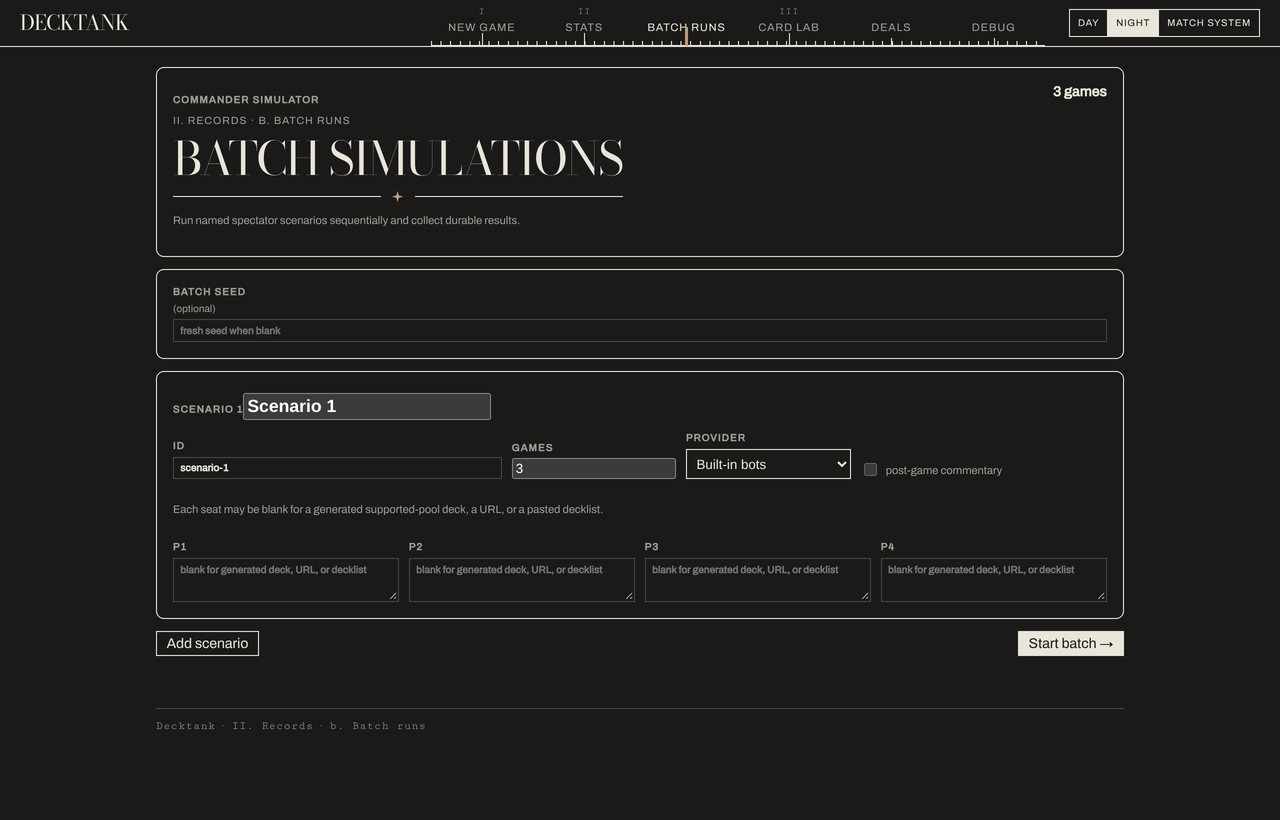 DECKTANK
I II III
NEW GAME STATS BATCH RUNS CARD LAB DEALS DEBUG
DAY NIGHT MATCH SYSTEM
3 games
COMMANDER SIMULATOR
II. RECORDS · B. BATCH RUNS
BATCH SIMULATIONS
Run named spectator scenarios sequentially and collect durable results.
BATCH SEED
(optional)
fresh seed when blank
SCENARIO 1 Scenario 1
ID GAMES PROVIDER
scenario-1 3 Built-in bots post-game commentary
Each seat may be blank for a generated supported-pool deck, a URL, or a pasted decklist.
P1 P2 P3 P4
blank for generated deck, URL, or decklist blank for generated deck, URL, or decklist blank for generated deck, URL, or decklist blank for generated deck, URL, or decklist
Add scenario Start batch →
Decktank · II. Records · b. Batch runs